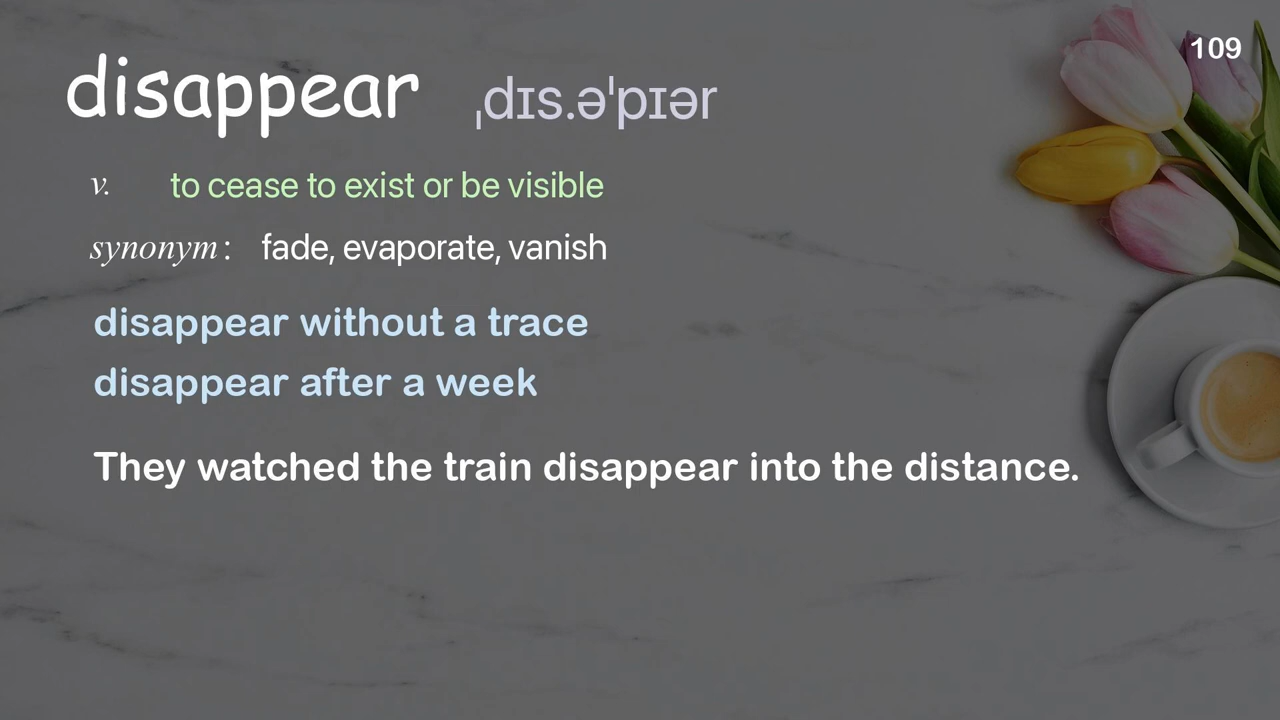 109
disappear ˌdɪs.əˈpɪər
v. to cease to exist or be visible
synonym: fade, evaporate, vanish
disappear without a trace
disappear after a week
They watched the train disappear into the distance.